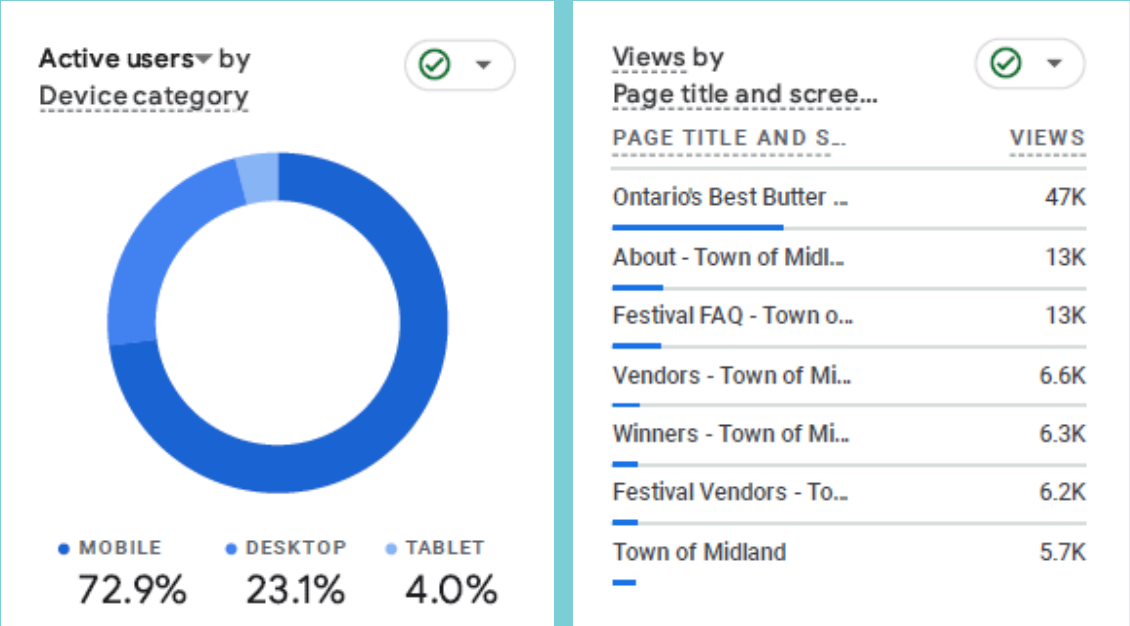 Active users by
Device category
MOBILE
72.9%
DESKTOP
23.1%
TABLET
4.0%
Views by
Page title and scree...
PAGE TITLE AND S... VIEWS
Ontario's Best Butter ... 47K
About - Town of Midl... 13K
Festival FAQ - Town o... 13K
Vendors - Town of Mi... 6.6K
Winners - Town of Mi... 6.3K
Festival Vendors - To... 6.2K
Town of Midland 5.7K